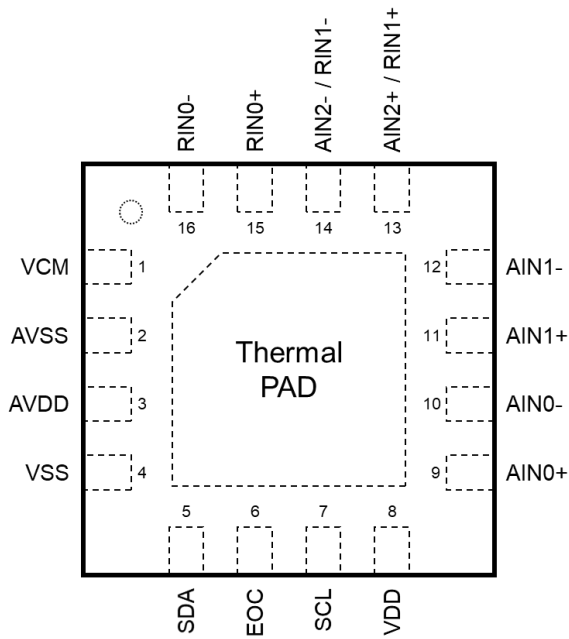 RIN0-
RIN0+
AIN2- / RIN1-
AIN2+ / RIN1+
16
15
14
13
VCM
1
12
AIN1-
AVSS
2
11
AIN1+
Thermal
PAD
AVDD
3
10
AIN0-
VSS
4
9
AIN0+
5
6
7
8
SDA
EOC
SCL
VDD